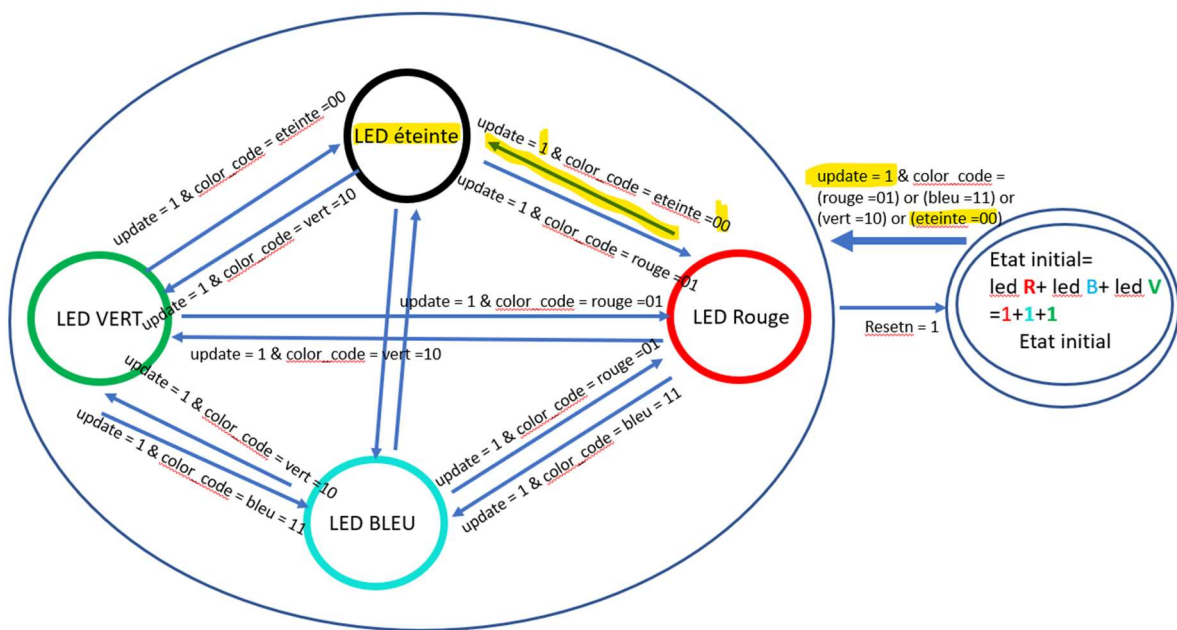 LED éteinte
update = 1 & color_code = eteinte =00
update = 1 & color_code = vert =10
update = 1 & color_code = eteinte =00
update = 1 & color_code = rouge =01
update = 1 & color_code =
(rouge =01) or (bleu =11) or
(vert =10) or (eteinte =00)
Etat initial=
led R+ led B+ led V
=1+1+1
Etat initial
Resetn = 1
LED VERT
LED Rouge
update = 1 & color_code = rouge =01
update = 1 & color_code = vert =10
update = 1 & color_code = vert =10
update = 1 & color_code = bleu = 11
update = 1 & color_code = rouge =01
update = 1 & color_code = bleu = 11
LED BLEU